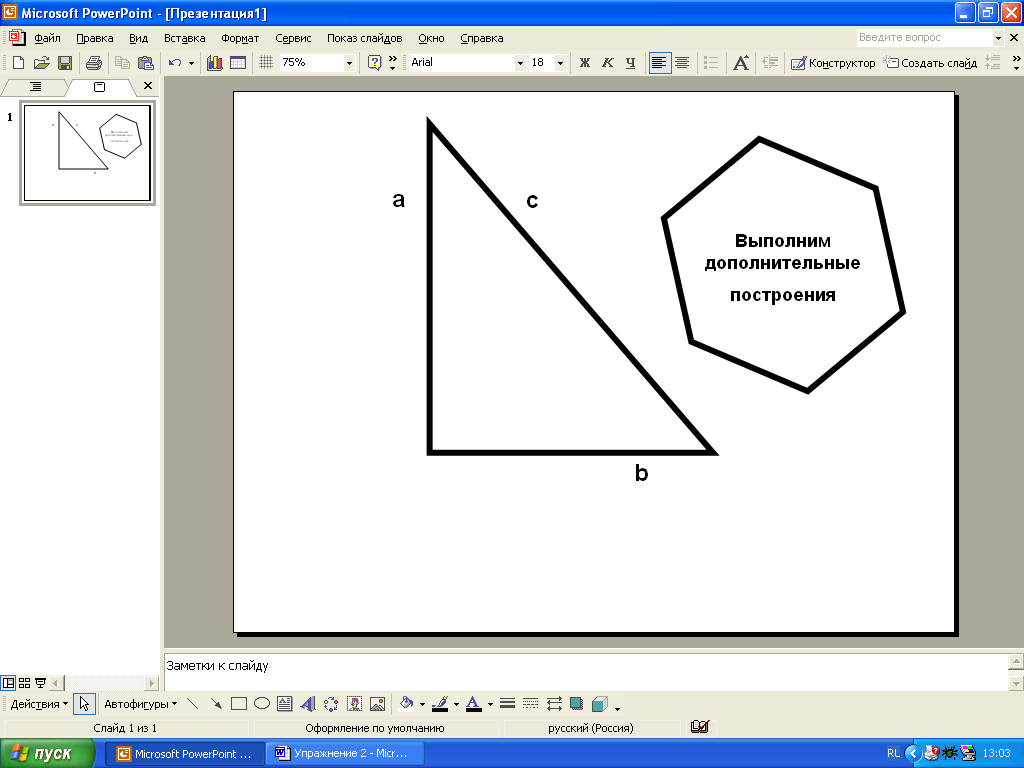 Microsoft PowerPoint - [Презентация1]
Файл Правка Вид Вставка Формат Сервис Показ слайдов Окно Справка
Введите вопрос
75% Arial 18 Ж К Ч Конструктор Создать слайд
1
a
c
b
Выполним
дополнительные
построения
Заметки к слайду
Действия Автофигуры
Слайд 1 из 1 Оформление по умолчанию русский (Россия)
пуск Microsoft PowerPoint ... Упражнение 2 - Micr... RL 13:03